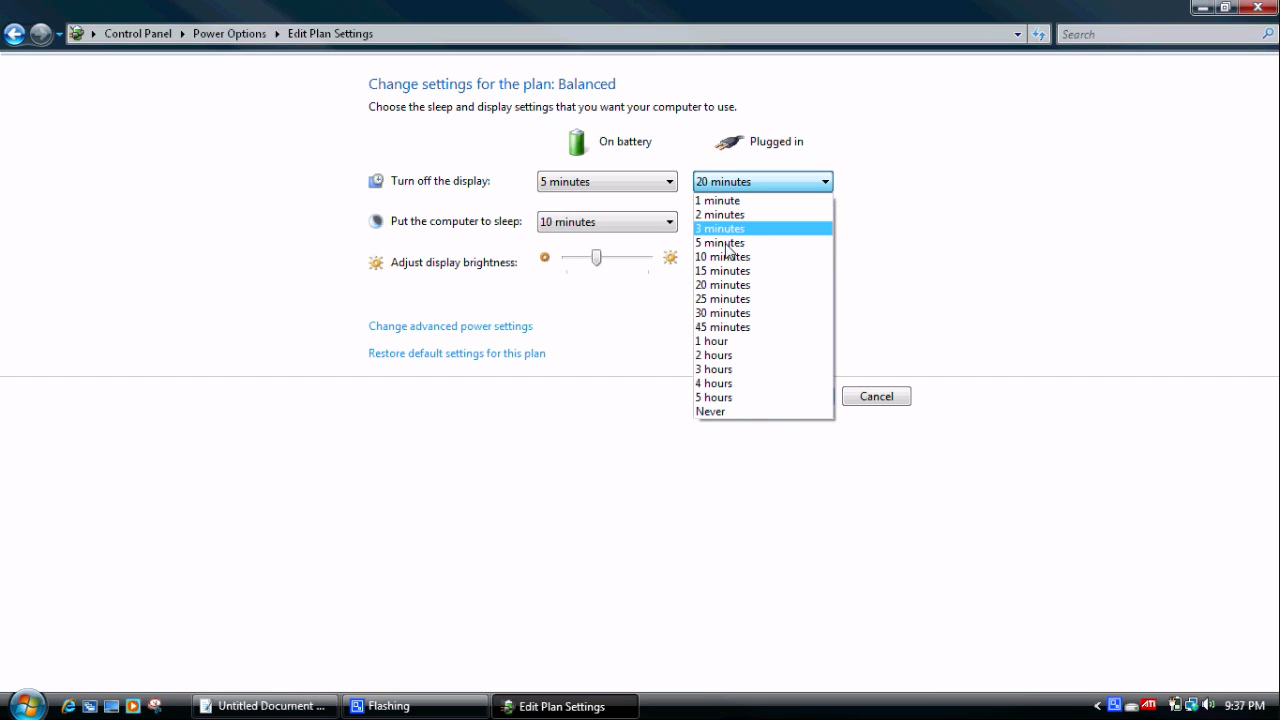 Control Panel Power Options Edit Plan Settings
Search
Change settings for the plan: Balanced
Choose the sleep and display settings that you want your computer to use.
On battery Plugged in
Turn off the display: 5 minutes 20 minutes
1 minute
2 minutes
Put the computer to sleep: 10 minutes
3 minutes
5 minutes
10 minutes
Adjust display brightness:
15 minutes
20 minutes
25 minutes
30 minutes
Change advanced power settings
45 minutes
1 hour
Restore default settings for this plan
2 hours
3 hours
4 hours
5 hours
Cancel
Never
Untitled Document ... Flashing Edit Plan Settings ATI 9:37 PM